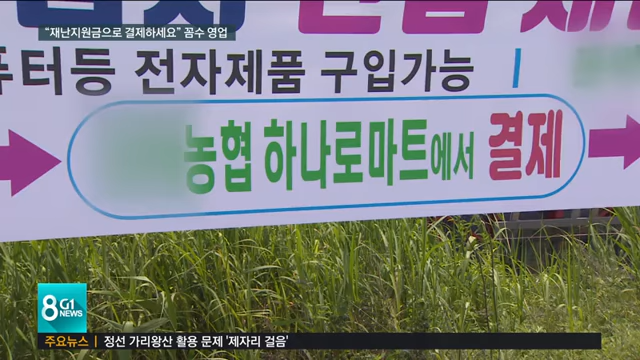 “재난지원금으로 결제하세요” 꼼수 영업
퓨터등 전자제품 구입가능
농협 하나로마트에서 결제
8 G1 NEWS
주요뉴스 정선 가리왕산 활용 문제 '제자리 걸음'